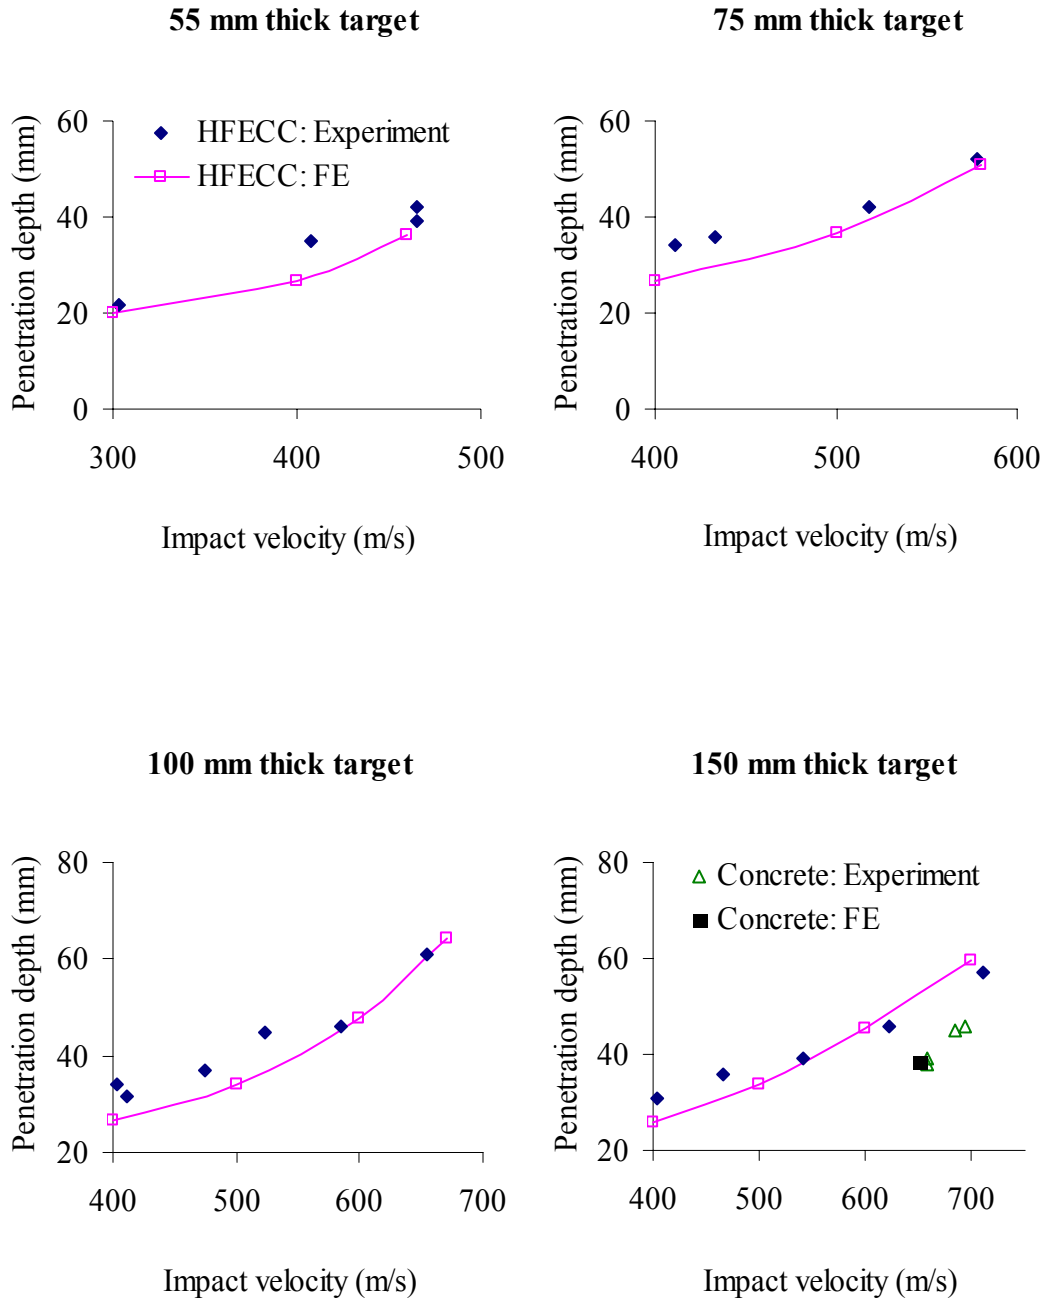 55 mm thick target
60
40
20
0
Penetration depth (mm)
HFECC: Experiment
HFECC: FE
300 400 500
Impact velocity (m/s)
75 mm thick target
60
40
20
0
Penetration depth (mm)
400 500 600
Impact velocity (m/s)
100 mm thick target
80
60
40
20
Penetration depth (mm)
400 500 600 700
Impact velocity (m/s)
150 mm thick target
80
60
40
20
Penetration depth (mm)
Concrete: Experiment
Concrete: FE
400 500 600 700
Impact velocity (m/s)